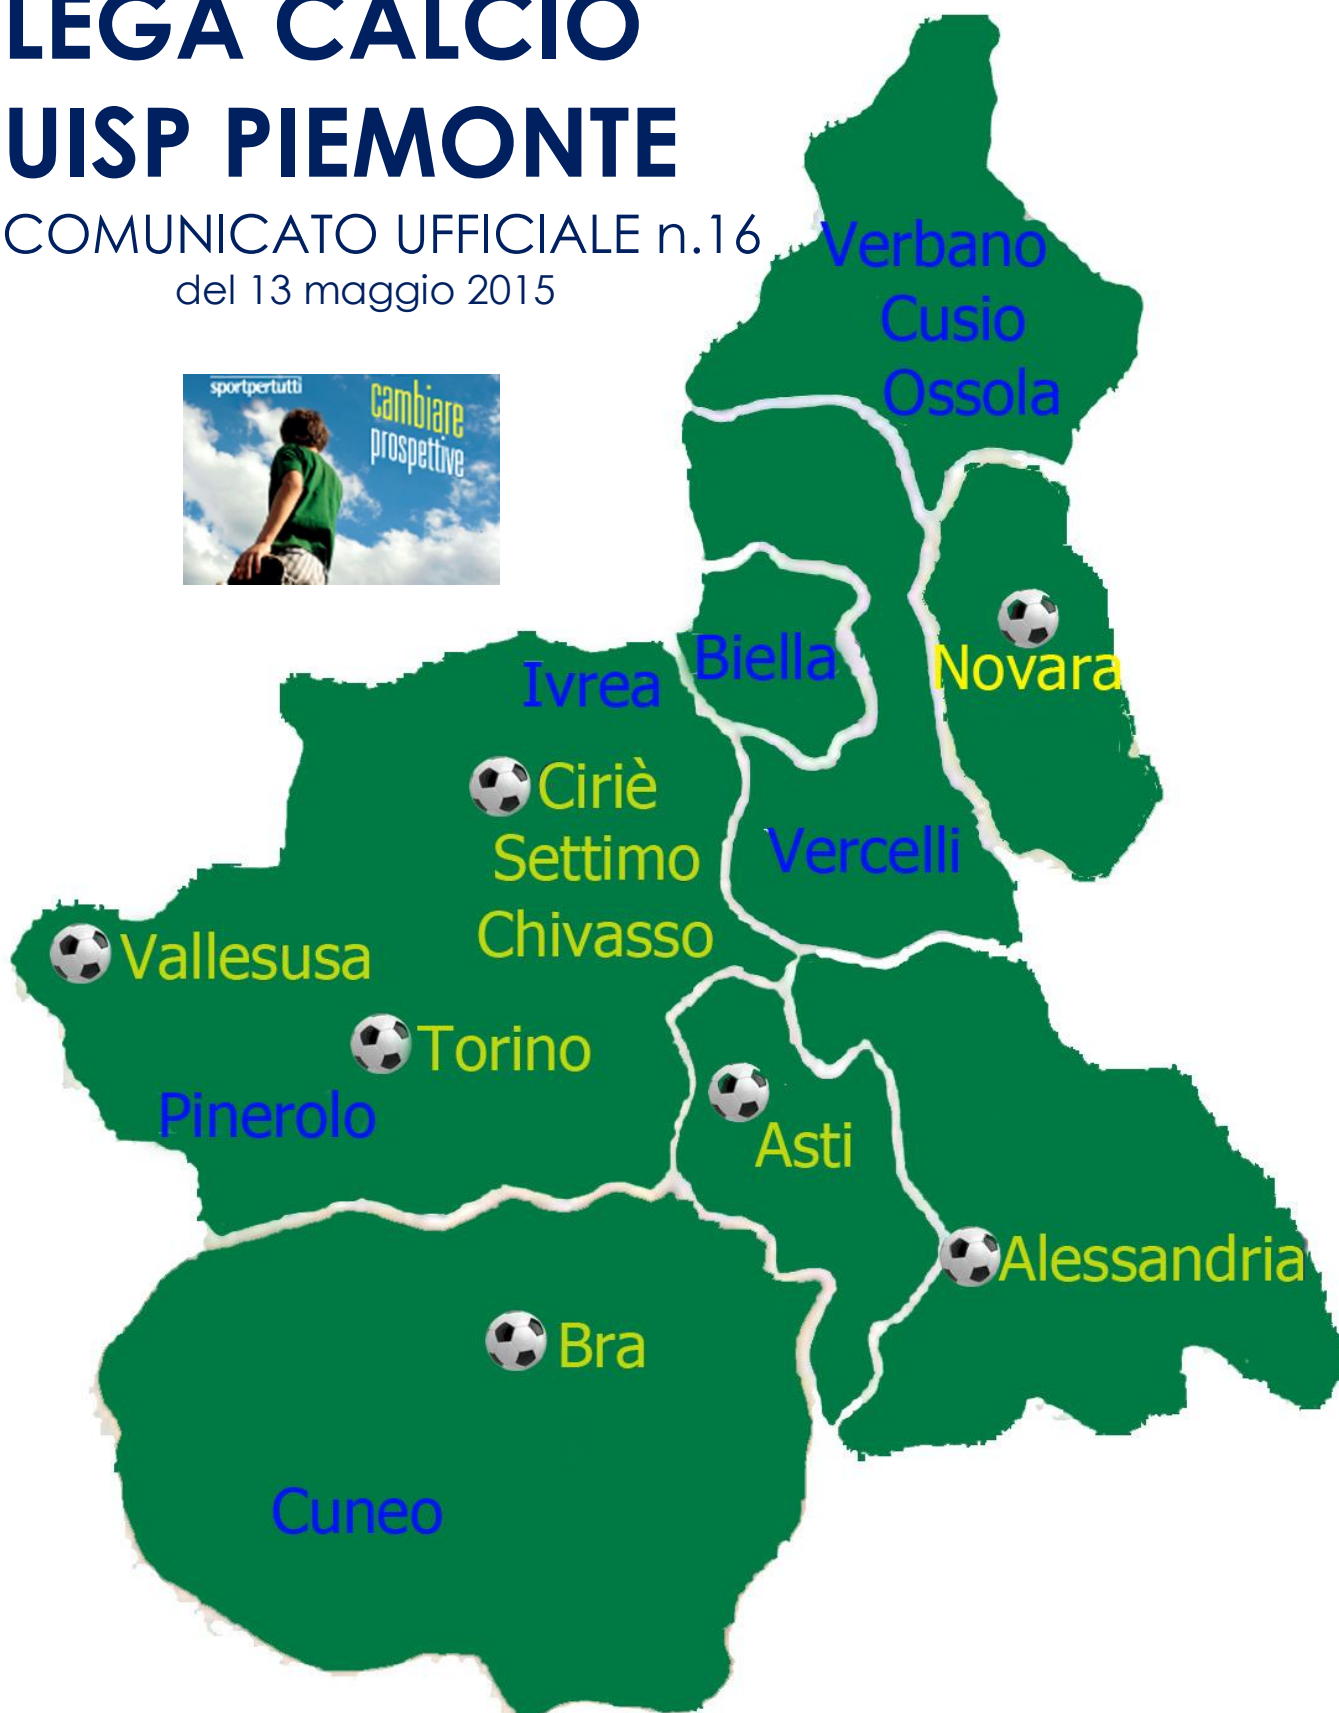 LEGA CALCIO
UISP PIEMONTE
COMUNICATO UFFICIALE n.16
del 13 maggio 2015
sportpertutti
cambiare
prospettive
Verbano
Cusio
Ossola
Biella
Novara
Ivrea
Ciriè
Settimo
Chivasso
Vercelli
Vallesusa
Torino
Pinerolo
Asti
Alessandria
Bra
Cuneo